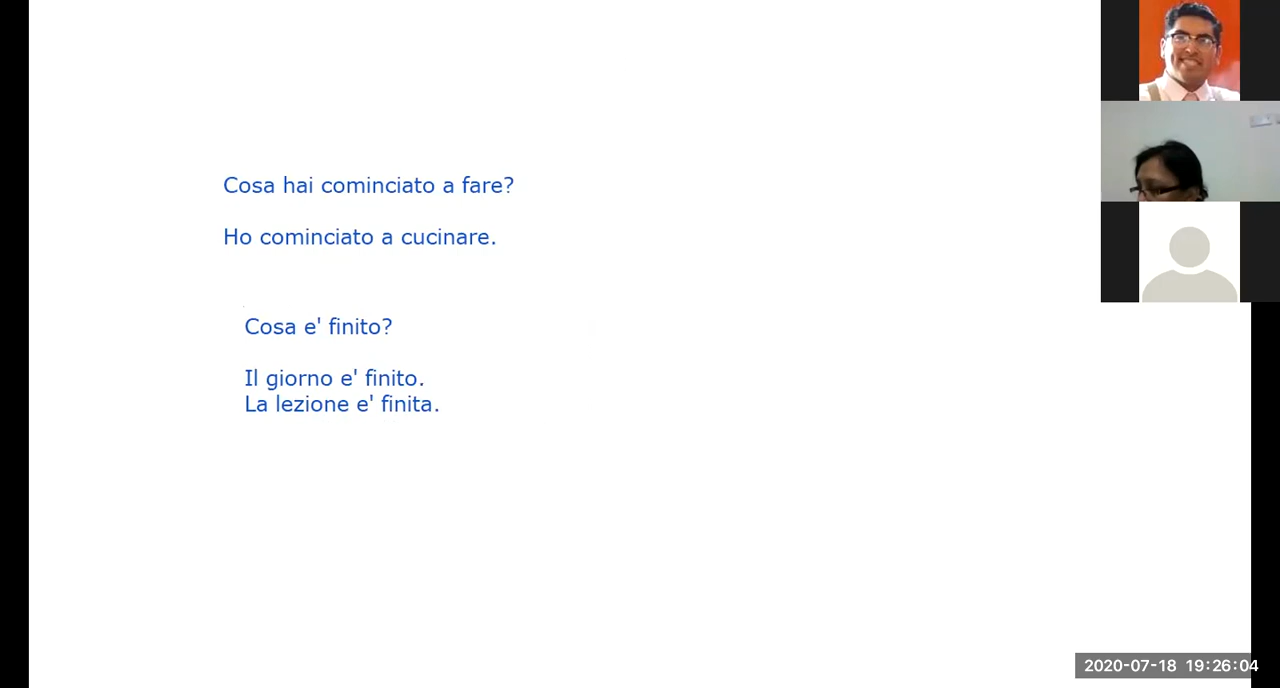 Cosa hai cominciato a fare?
Ho cominciato a cucinare.
Cosa e' finito?
Il giorno e' finito.
La lezione e' finita.
2020-07-18 19:26:04